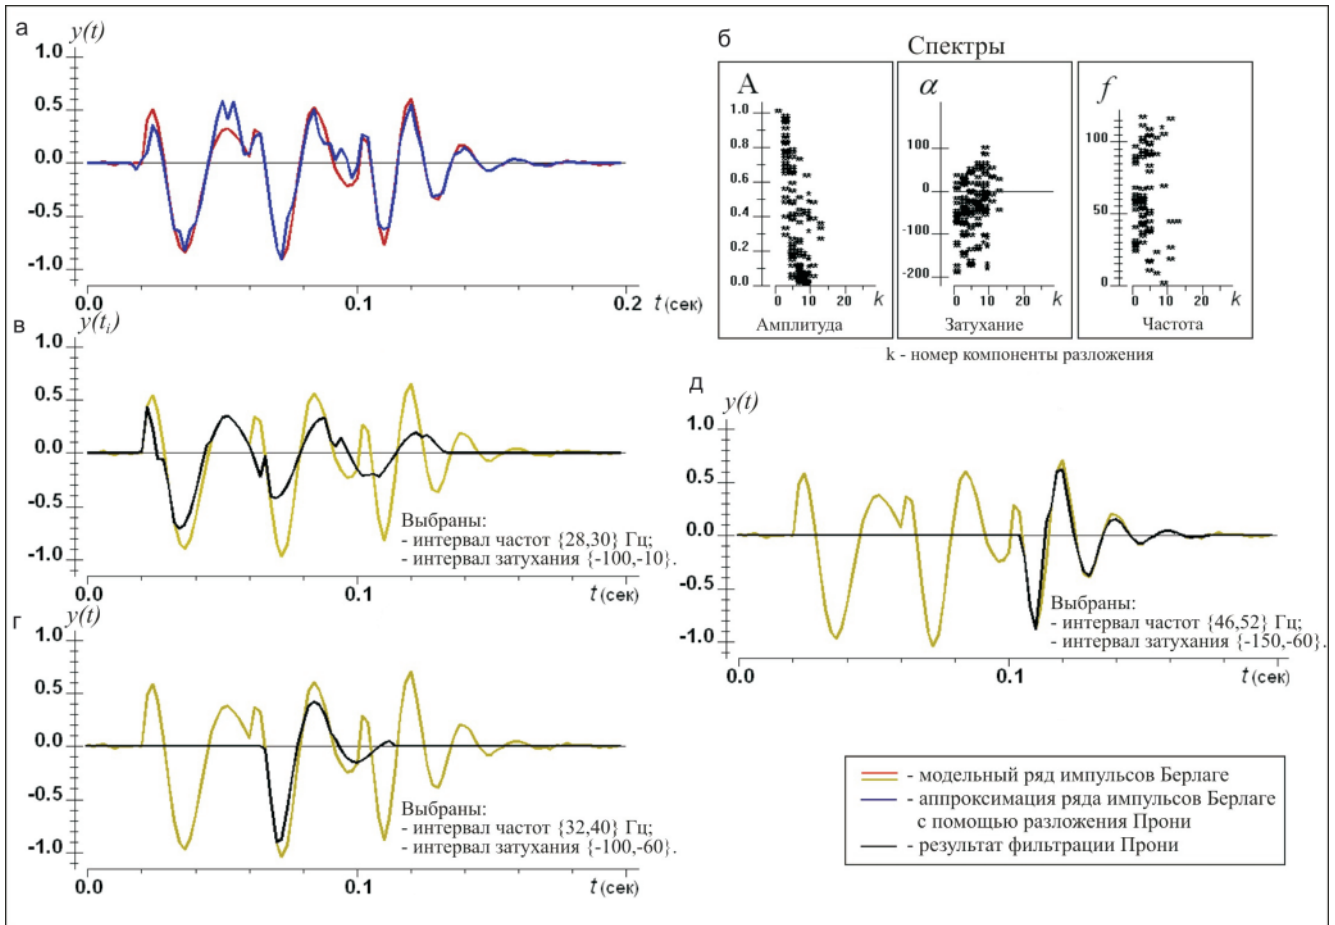 а
y(t)
1.0
0.5
0.0
-0.5
-1.0
0.0
0.1
0.2
t (сек)
б
Спектры
A
1.0
0.8
0.6
0.4
0.2
0.0
0
10
20
k
Амплитуда
α
100
0
-100
-200
0
10
20
k
Затухание
f
100
50
0
0
10
20
k
Частота
k - номер компоненты разложения
в
y(tᵢ)
1.0
0.5
0.0
-0.5
-1.0
Выбраны:
- интервал частот {28,30} Гц;
- интервал затухания {-100,-10}.
0.0
0.1
t (сек)
г
y(t)
1.0
0.5
0.0
-0.5
-1.0
Выбраны:
- интервал частот {32,40} Гц;
- интервал затухания {-100,-60}.
0.0
0.1
t (сек)
д
y(t)
1.0
0.5
0.0
-0.5
-1.0
Выбраны:
- интервал частот {46,52} Гц;
- интервал затухания {-150,-60}.
0.0
0.1
t (сек)
- модельный ряд импульсов Берлаге
- аппроксимация ряда импульсов Берлаге
с помощью разложения Прони
- результат фильтрации Прони